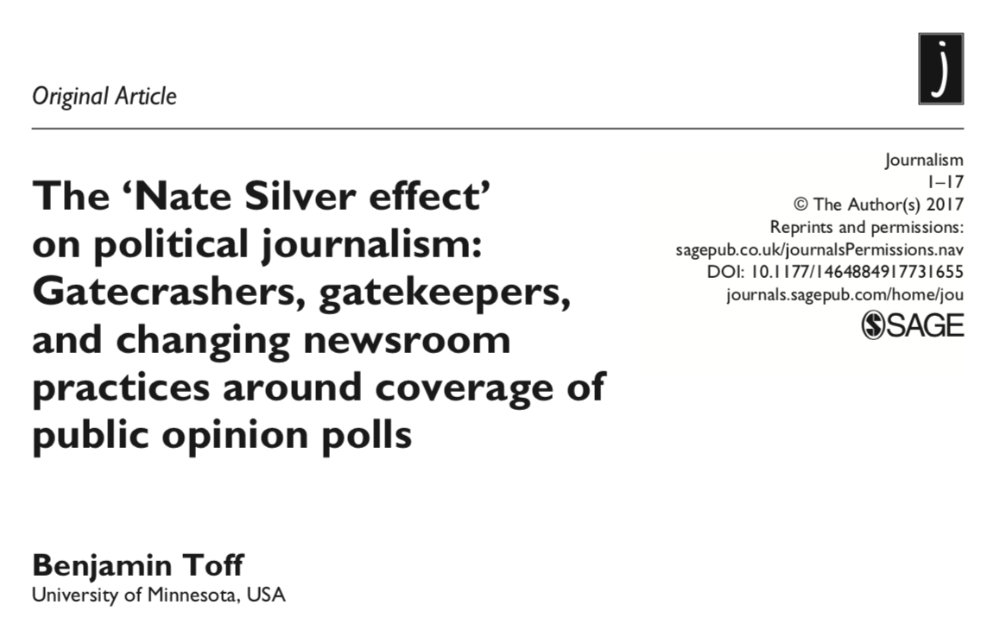 j
Original Article
Journalism
1–17
© The Author(s) 2017
Reprints and permissions:
sagepub.co.uk/journalsPermissions.nav
DOI: 10.1177/1464884917731655
journals.sagepub.com/home/jou
SAGE
The ‘Nate Silver effect’
on political journalism:
Gatecrashers, gatekeepers,
and changing newsroom
practices around coverage of
public opinion polls
Benjamin Toff
University of Minnesota, USA